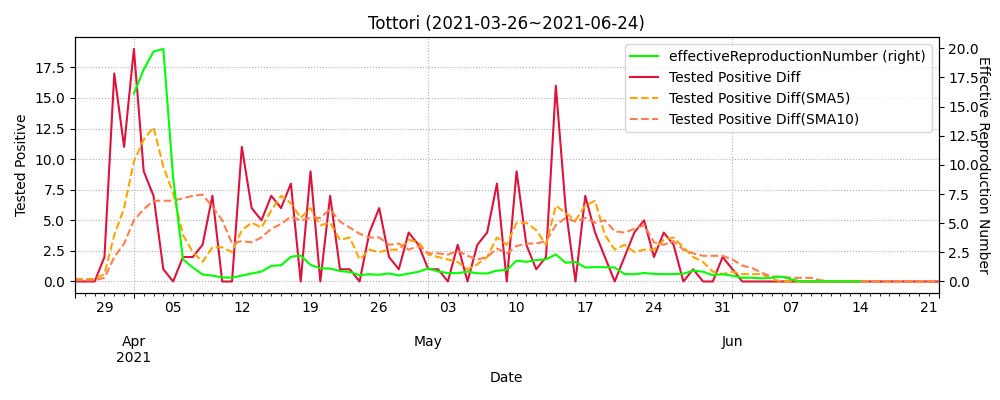 Tottori (2021-03-26~2021-06-24)
effectiveReproductionNumber (right)
Tested Positive Diff
Tested Positive Diff(SMA5)
Tested Positive Diff(SMA10)
Tested Positive
17.5
15.0
12.5
10.0
7.5
5.0
2.5
0.0
Effective Reproduction Number
20.0
17.5
15.0
12.5
10.0
7.5
5.0
2.5
0.0
29 05 12 19 26 03 10 17 24 31 07 14 21
Apr May Jun
2021
Date